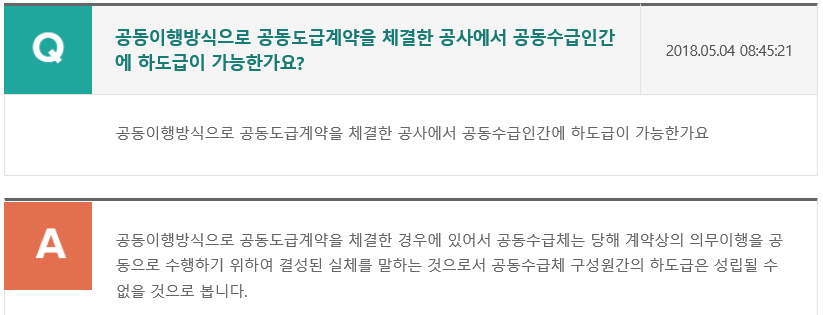 Q
공동이행방식으로 공동도급계약을 체결한 공사에서 공동수급인간
에 하도급이 가능한가요?
2018.05.04 08:45:21
공동이행방식으로 공동도급계약을 체결한 공사에서 공동수급인간에 하도급이 가능한가요
A
공동이행방식으로 공동도급계약을 체결한 경우에 있어서 공동수급체는 당해 계약상의 의무이행을 공
동으로 수행하기 위하여 결성된 실체를 말하는 것으로서 공동수급체 구성원간의 하도급은 성립될 수
없을 것으로 봅니다.